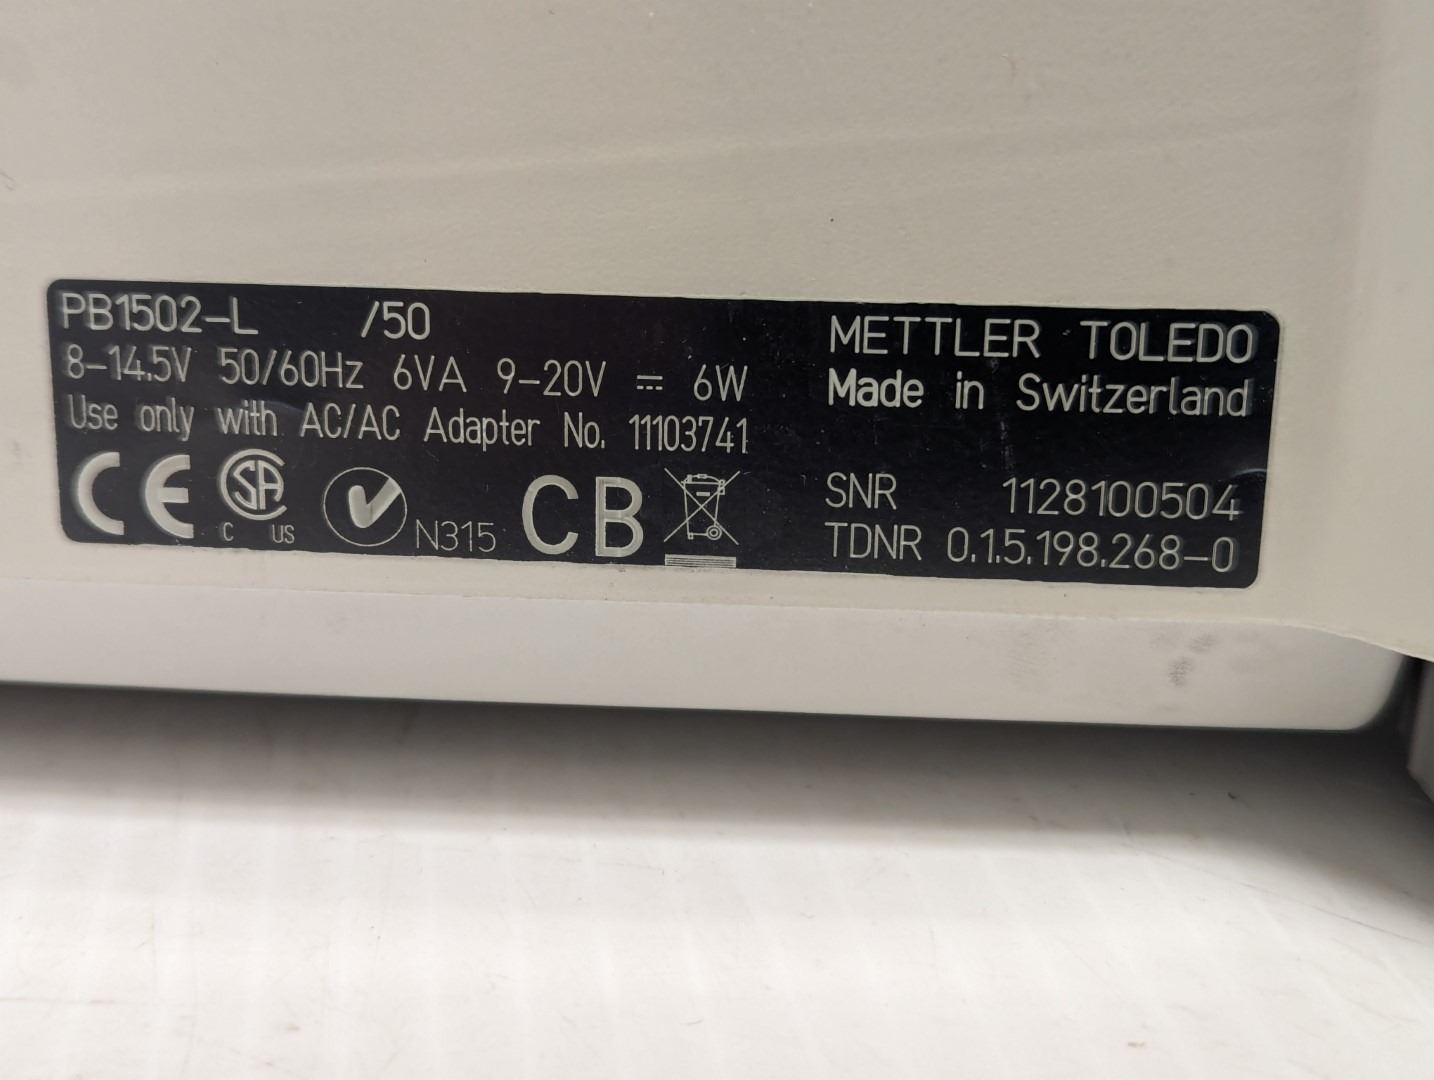 PB1502-L /50
8-14.5V 50/60Hz 6VA 9-20V ⎓ 6W
Use only with AC/AC Adapter No. 11103741
CE SA C US N315 CB
METTLER TOLEDO
Made in Switzerland
SNR 1128100504
TDNR 0.1.5.198.268-0